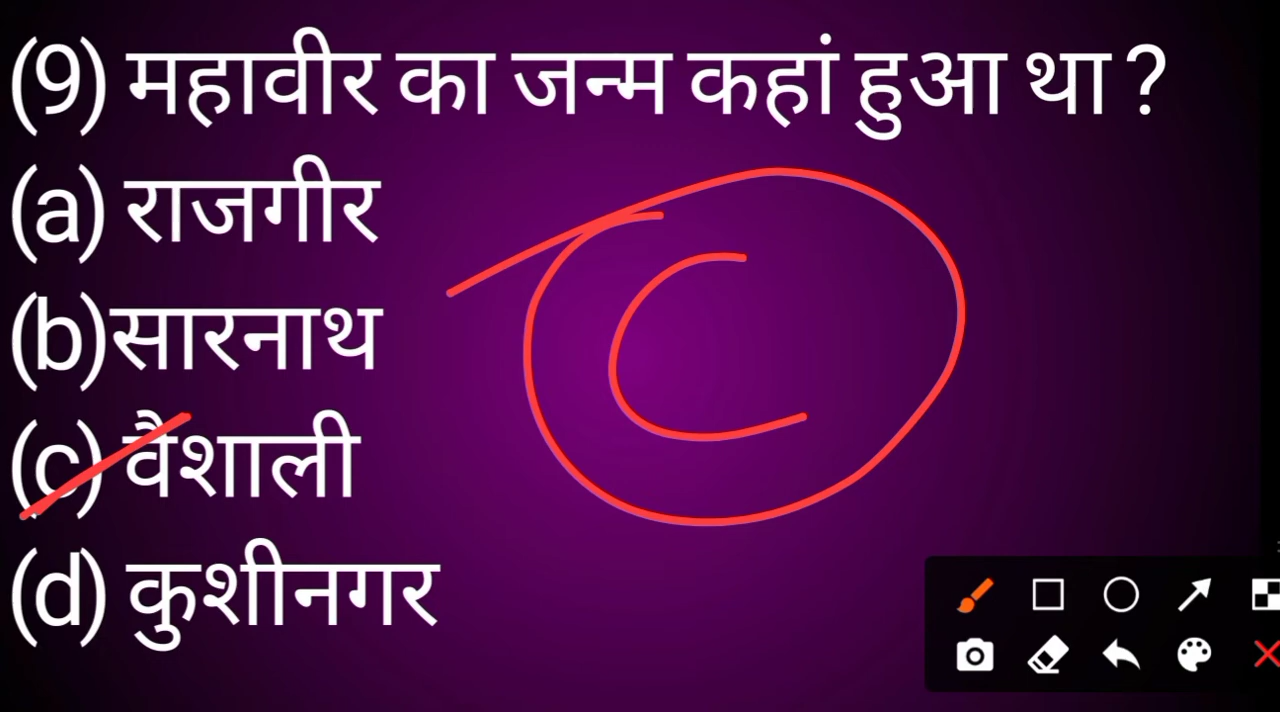 (9) महावीर का जन्म कहां हुआ था ?
(a) राजगीर
(b)सारनाथ
(c) वैशाली
C
(d) कुशीनगर